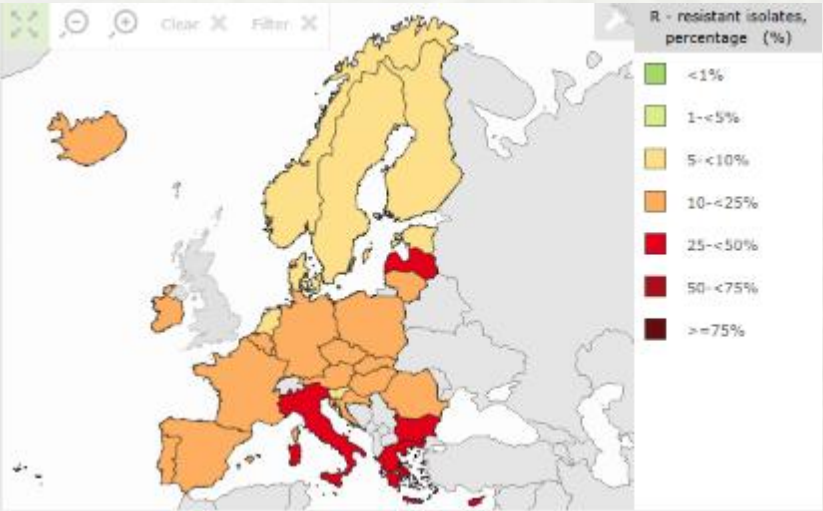 Clear
Filter
R - resistant isolates,
percentage (%)
<1%
1-<5%
5-<10%
10-<25%
25-<50%
50-<75%
>=75%